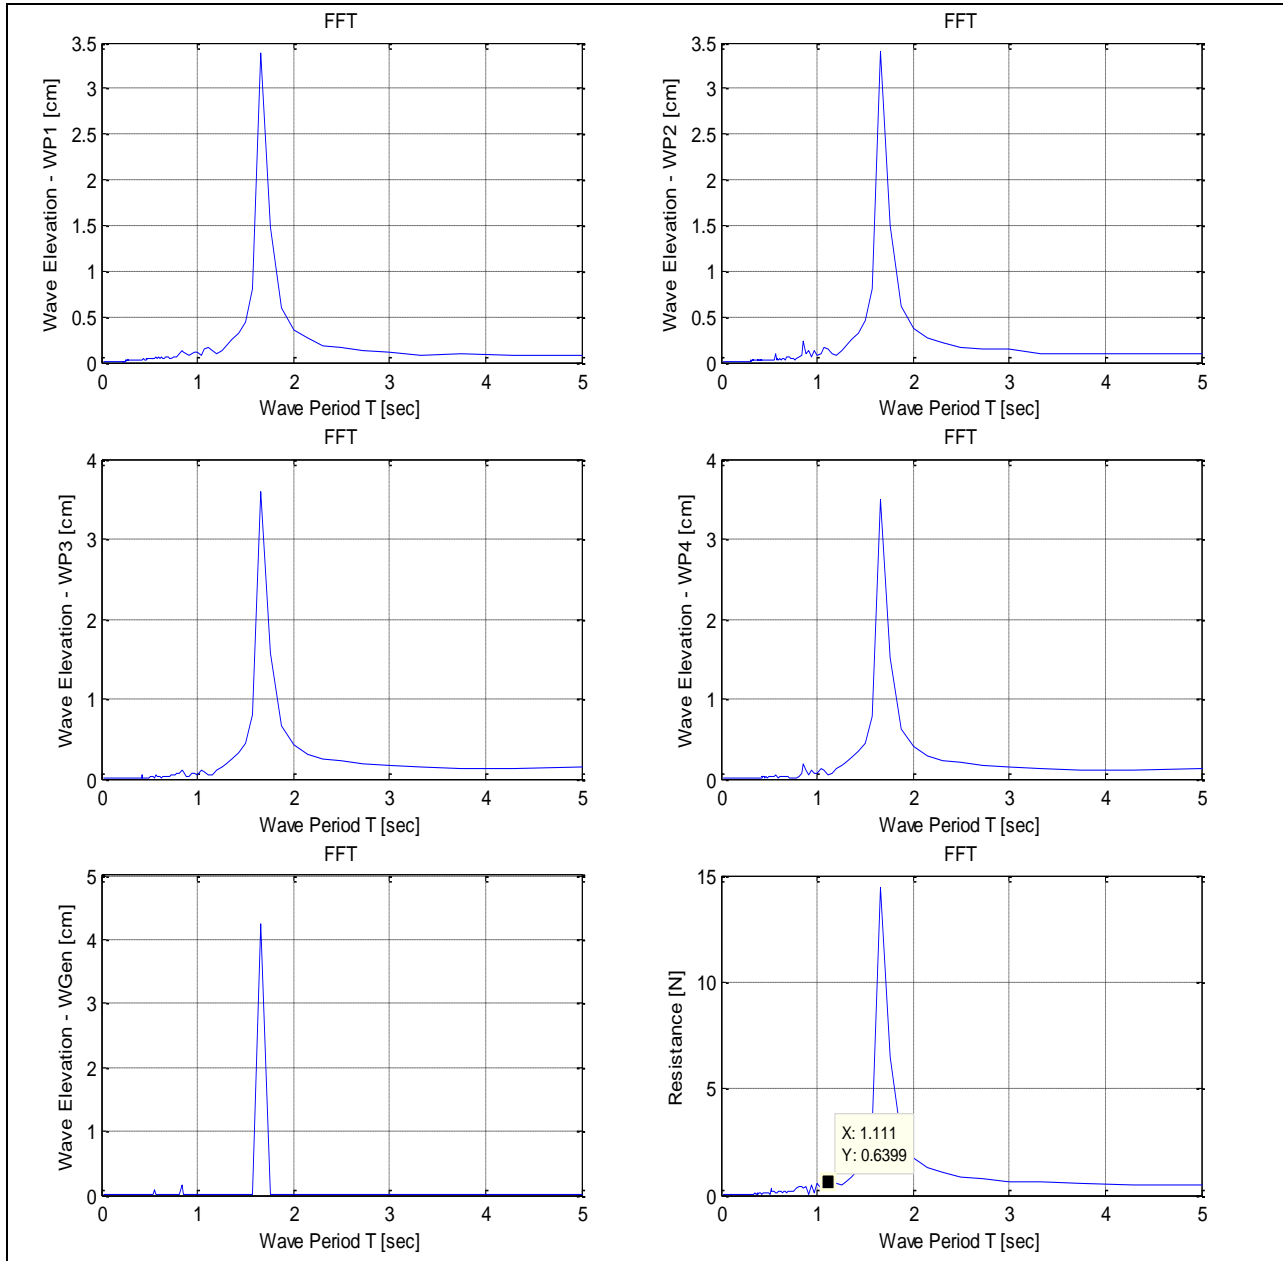 FFT
3.5
3
2.5
2
1.5
1
0.5
0
0 1 2 3 4 5
Wave Elevation - WP1 [cm]
Wave Period T [sec]
FFT
3.5
3
2.5
2
1.5
1
0.5
0
0 1 2 3 4 5
Wave Elevation - WP2 [cm]
Wave Period T [sec]
FFT
4
3
2
1
0
0 1 2 3 4 5
Wave Elevation - WP3 [cm]
Wave Period T [sec]
FFT
4
3
2
1
0
0 1 2 3 4 5
Wave Elevation - WP4 [cm]
Wave Period T [sec]
FFT
5
4
3
2
1
0
0 1 2 3 4 5
Wave Elevation - WGen [cm]
Wave Period T [sec]
FFT
15
10
5
0
0 1 2 3 4 5
Resistance [N]
X: 1.111
Y: 0.6399
Wave Period T [sec]